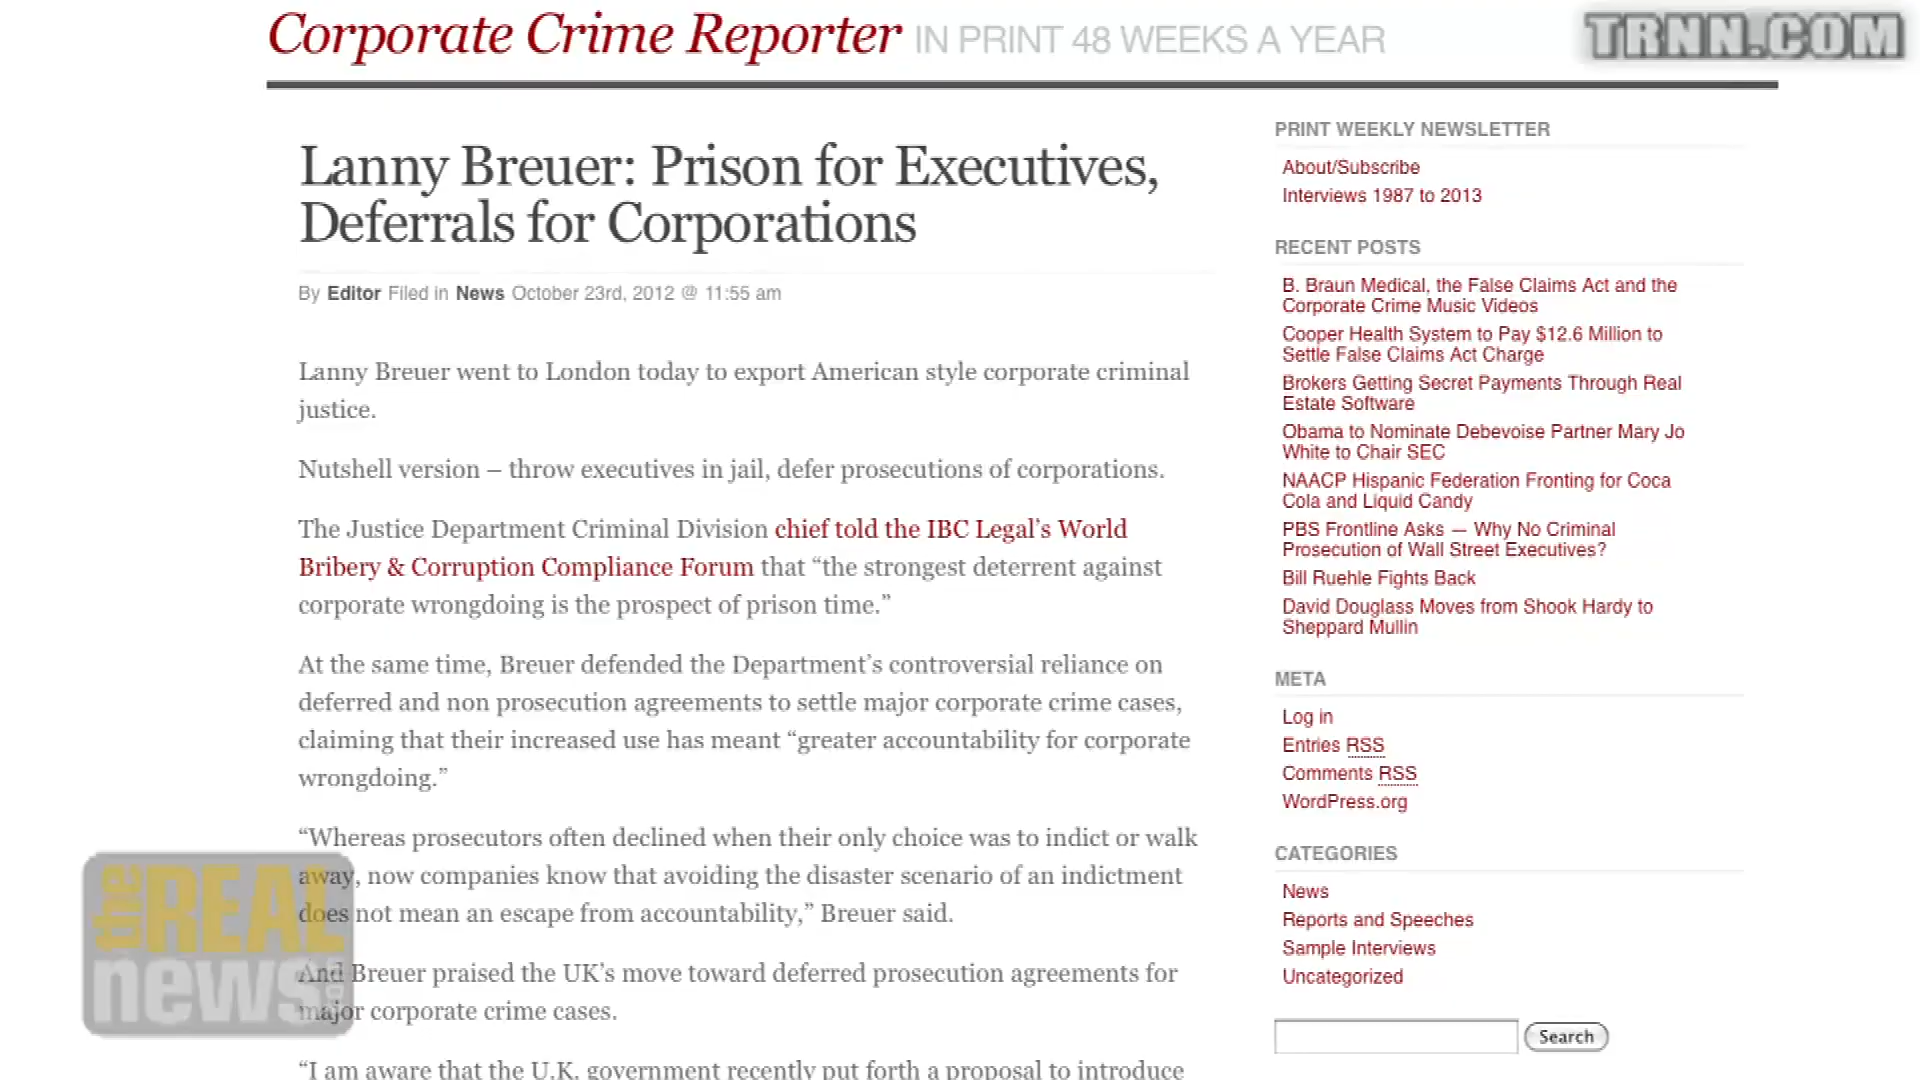 Corporate Crime Reporter IN PRINT 48 WEEKS A YEAR
TRNN.COM
Lanny Breuer: Prison for Executives,
Deferrals for Corporations
By Editor Filed in News October 23rd, 2012 @ 11:55 am
Lanny Breuer went to London today to export American style corporate criminal
justice.
Nutshell version – throw executives in jail, defer prosecutions of corporations.
The Justice Department Criminal Division chief told the IBC Legal’s World
Bribery & Corruption Compliance Forum that “the strongest deterrent against
corporate wrongdoing is the prospect of prison time.”
At the same time, Breuer defended the Department’s controversial reliance on
deferred and non prosecution agreements to settle major corporate crime cases,
claiming that their increased use has meant “greater accountability for corporate
wrongdoing.”
“Whereas prosecutors often declined when their only choice was to indict or walk
away, now companies know that avoiding the disaster scenario of an indictment
does not mean an escape from accountability,” Breuer said.
And Breuer praised the UK’s move toward deferred prosecution agreements for
major corporate crime cases.
“I am aware that the U.K. government recently put forth a proposal to introduce
PRINT WEEKLY NEWSLETTER
About/Subscribe
Interviews 1987 to 2013
RECENT POSTS
B. Braun Medical, the False Claims Act and the
Corporate Crime Music Videos
Cooper Health System to Pay $12.6 Million to
Settle False Claims Act Charge
Brokers Getting Secret Payments Through Real
Estate Software
Obama to Nominate Debevoise Partner Mary Jo
White to Chair SEC
NAACP Hispanic Federation Fronting for Coca
Cola and Liquid Candy
PBS Frontline Asks — Why No Criminal
Prosecution of Wall Street Executives?
Bill Ruehle Fights Back
David Douglass Moves from Shook Hardy to
Sheppard Mullin
META
Log in
Entries RSS
Comments RSS
WordPress.org
CATEGORIES
News
Reports and Speeches
Sample Interviews
Uncategorized
Search
the REAL
news